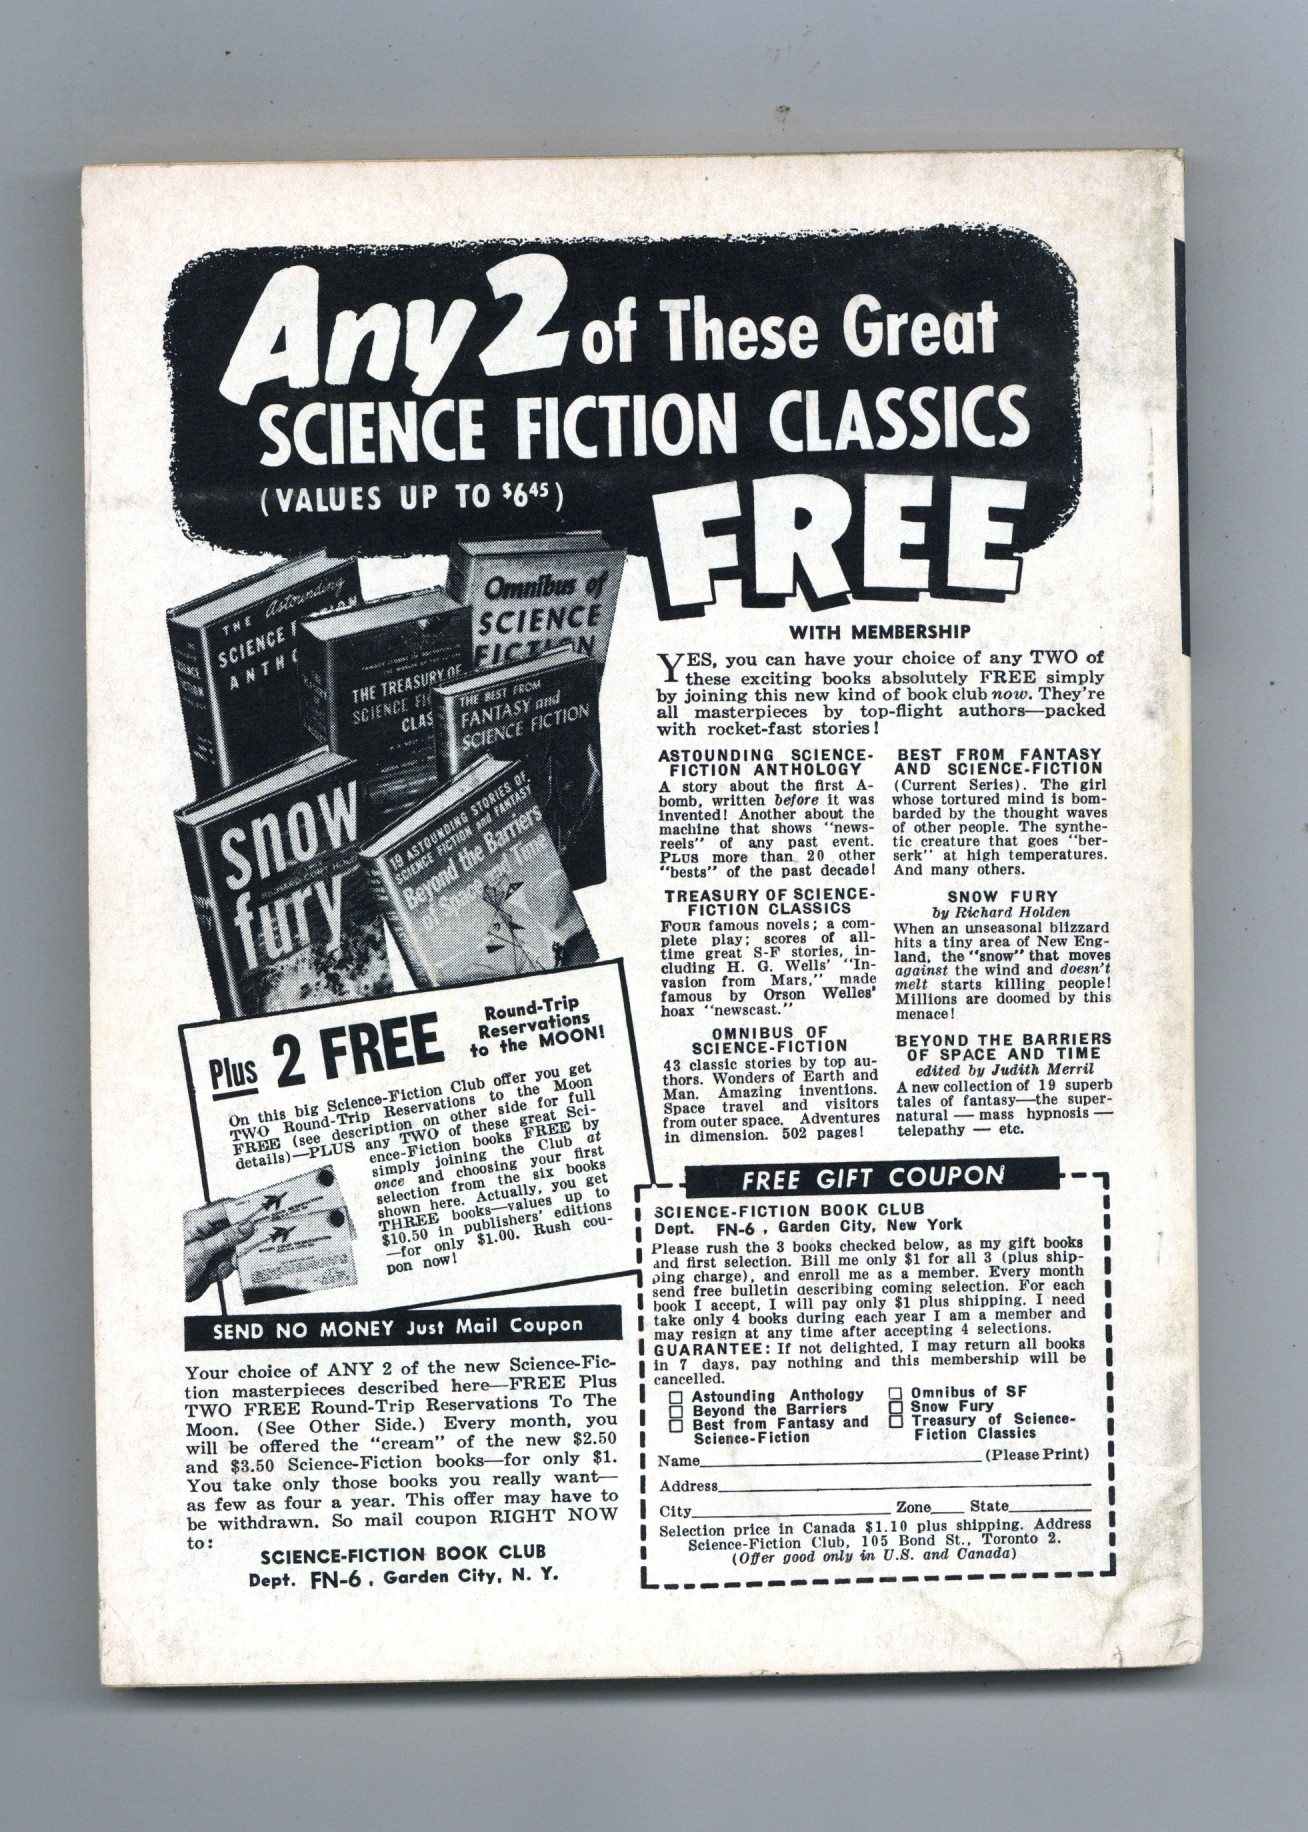 Any 2 of These Great
SCIENCE FICTION CLASSICS
(VALUES UP TO $6.45)
FREE
THE Astounding
SCIENCE F
ANTH
THE TREASURY OF
SCIENCE FIC
CLAS
Omnibus of
SCIENCE
FICTION
THE BEST FROM
FANTASY and
SCIENCE FICTION
snow
fury
19 ASTOUNDING STORIES OF
SCIENCE FICTION and FANTASY
Beyond the Barriers
of Space and Time
WITH MEMBERSHIP
YES, you can have your choice of any TWO of
these exciting books absolutely FREE simply
by joining this new kind of book club now. They're
all masterpieces by top-flight authors—packed
with rocket-fast stories!
ASTOUNDING SCIENCE-
FICTION ANTHOLOGY
A story about the first A-
bomb, written before it was
invented! Another about the
machine that shows "news-
reels" of any past event.
PLUS more than 20 other
"bests" of the past decade!
TREASURY OF SCIENCE-
FICTION CLASSICS
FOUR famous novels; a com-
plete play; scores of all-
time great S-F stories, in-
cluding H. G. Wells' "In-
vasion from Mars," made
famous by Orson Welles'
hoax "newscast."
OMNIBUS OF
SCIENCE-FICTION
43 classic stories by top au-
thors. Wonders of Earth and
Man. Amazing inventions.
Space travel and visitors
from outer space. Adventures
in dimension. 502 pages!
BEST FROM FANTASY
AND SCIENCE-FICTION
(Current Series). The girl
whose tortured mind is bom-
barded by the thought waves
of other people. The synthe-
tic creature that goes "ber-
serk" at high temperatures.
And many others.
SNOW FURY
by Richard Holden
When an unseasonal blizzard
hits a tiny area of New Eng-
land, the "snow" that moves
against the wind and doesn't
melt starts killing people!
Millions are doomed by this
menace!
BEYOND THE BARRIERS
OF SPACE AND TIME
edited by Judith Merril
A new collection of 19 superb
tales of fantasy—the super-
natural — mass hypnosis —
telepathy — etc.
Plus 2 FREE
Round-Trip
Reservations
to the MOON!
On this big Science-Fiction Club offer you get
TWO Round-Trip Reservations to the Moon
FREE (see description on other side for full
details)—PLUS any TWO of these great Sci-
ence-Fiction books FREE by
simply joining the Club at
once and choosing your first
selection from the six books
shown here. Actually, you get
THREE books—values up to
$10.50 in publishers' editions
—for only $1.00. Rush cou-
pon now!
SEND NO MONEY Just Mail Coupon
Your choice of ANY 2 of the new Science-Fic-
tion masterpieces described here—FREE Plus
TWO FREE Round-Trip Reservations To The
Moon. (See Other Side.) Every month, you
will be offered the "cream" of the new $2.50
and $3.50 Science-Fiction books—for only $1.
You take only those books you really want—
as few as four a year. This offer may have to
be withdrawn. So mail coupon RIGHT NOW
to:
SCIENCE-FICTION BOOK CLUB
Dept. FN-6, Garden City, N. Y.
FREE GIFT COUPON
SCIENCE-FICTION BOOK CLUB
Dept. FN-6, Garden City, New York
Please rush the 3 books checked below, as my gift books
and first selection. Bill me only $1 for all 3 (plus ship-
ping charge), and enroll me as a member. Every month
send free bulletin describing coming selection. For each
book I accept, I will pay only $1 plus shipping. I need
take only 4 books during each year I am a member and
may resign at any time after accepting 4 selections.
GUARANTEE: If not delighted, I may return all books
in 7 days, pay nothing and this membership will be
cancelled.
☐ Astounding Anthology
☐ Beyond the Barriers
☐ Best from Fantasy and
Science-Fiction
☐ Omnibus of SF
☐ Snow Fury
☐ Treasury of Science-
Fiction Classics
Name (Please Print)
Address
City Zone State
Selection price in Canada $1.10 plus shipping. Address
Science-Fiction Club, 105 Bond St., Toronto 2.
(Offer good only in U.S. and Canada)